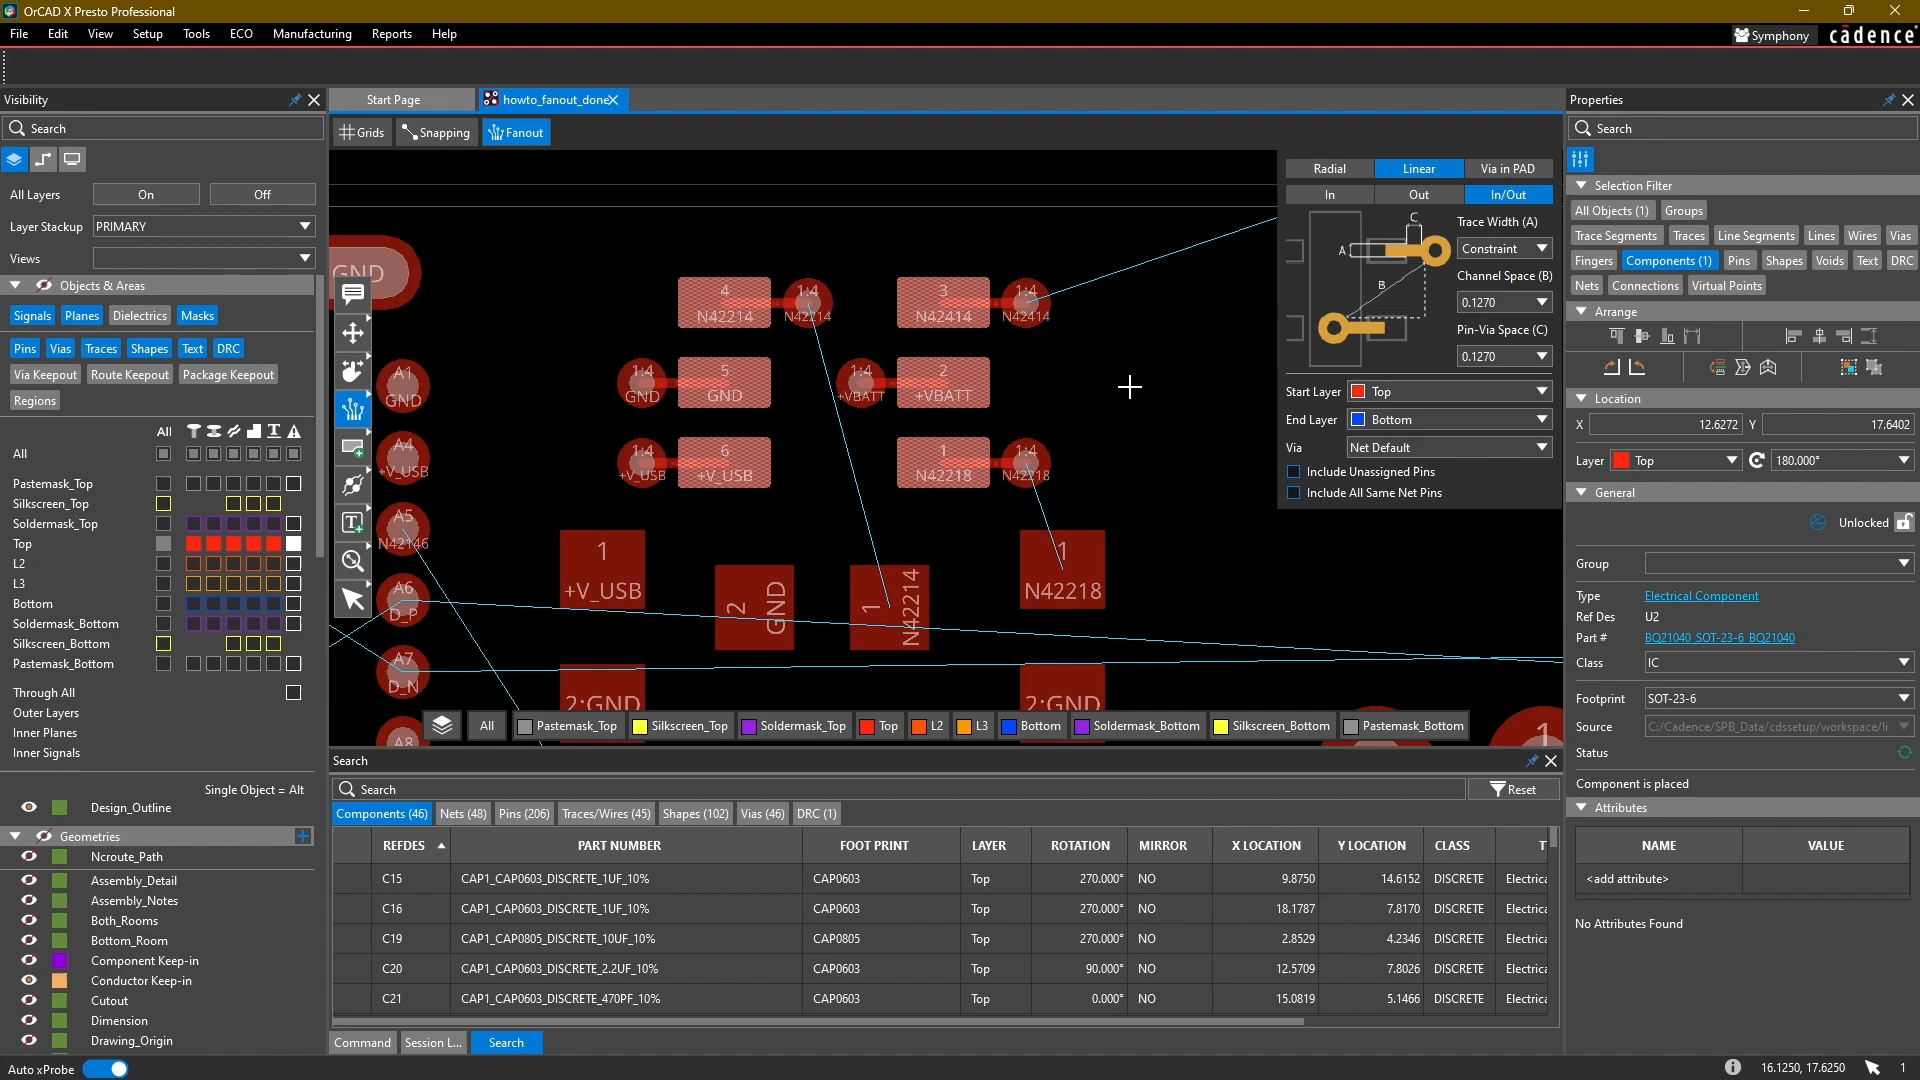 OrCAD X Presto Professional
File Edit View Setup Tools ECO Manufacturing Reports Help
Symphony cādence
Visibility
Search
All Layers On Off
Layer Stackup PRIMARY
Views
Objects & Areas
Signals Planes Dielectrics Masks
Pins Vias Traces Shapes Text DRC
Via Keepout Route Keepout Package Keepout
Regions
All
All
Pastemask_Top
Silkscreen_Top
Soldermask_Top
Top
L2
L3
Bottom
Soldermask_Bottom
Silkscreen_Bottom
Pastemask_Bottom
Through All
Outer Layers
Inner Planes
Inner Signals
Single Object = Alt
Design_Outline
Geometries
Ncroute_Path
Assembly_Detail
Assembly_Notes
Both_Rooms
Bottom_Room
Component Keep-in
Conductor Keep-in
Cutout
Dimension
Drawing_Origin
Auto xProbe
Start Page howto_fanout_done
Grids Snapping Fanout
GND
4
N42214
1:4
N42214
3
N42414
1:4
N42414
1:4
GND
5
GND
1:4
+VBATT
2
+VBATT
1:4
+V_USB
6
+V_USB
1
N42218
1:4
N42218
A1
GND
A4
+V_USB
A5
N42146
A6
D_P
A7
D_N
A8
1
+V_USB
2
GND
1
N42214
1
N42218
2:GND
2:GND
1
Radial Linear Via in PAD
In Out In/Out
C
A
B
Trace Width (A)
Constraint
Channel Space (B)
0.1270
Pin-Via Space (C)
0.1270
Start Layer Top
End Layer Bottom
Via Net Default
Include Unassigned Pins
Include All Same Net Pins
All Pastemask_Top Silkscreen_Top Soldermask_Top Top L2 L3 Bottom Soldermask_Bottom Silkscreen_Bottom Pastemask_Bottom
Search
Search Reset
Components (46) Nets (48) Pins (206) Traces/Wires (45) Shapes (102) Vias (46) DRC (1)
REFDES PART NUMBER FOOT PRINT LAYER ROTATION MIRROR X LOCATION Y LOCATION CLASS T
C15 CAP1_CAP0603_DISCRETE_1UF_10% CAP0603 Top 270.000° NO 9.8750 14.6152 DISCRETE Electrica
C16 CAP1_CAP0603_DISCRETE_1UF_10% CAP0603 Top 270.000° NO 18.1787 7.8170 DISCRETE Electrica
C19 CAP1_CAP0805_DISCRETE_10UF_10% CAP0805 Top 270.000° NO 2.8529 4.2346 DISCRETE Electrica
C20 CAP1_CAP0603_DISCRETE_2.2UF_10% CAP0603 Top 90.000° NO 12.5709 7.8026 DISCRETE Electrica
C21 CAP1_CAP0603_DISCRETE_470PF_10% CAP0603 Top 0.000° NO 15.0819 5.1466 DISCRETE Electrica
Command Session L... Search
Properties
Search
Selection Filter
All Objects (1) Groups
Trace Segments Traces Line Segments Lines Wires Vias
Fingers Components (1) Pins Shapes Voids Text DRC
Nets Connections Virtual Points
Arrange
Location
X 12.6272 Y 17.6402
Layer Top 180.000°
General
Unlocked
Group
Type Electrical Component
Ref Des U2
Part # BQ21040_SOT-23-6_BQ21040
Class IC
Footprint SOT-23-6
Source C:/Cadence/SPB_Data/cdssetup/workspace/li
Status
Component is placed
Attributes
NAME VALUE
<add attribute>
No Attributes Found
16.1250, 17.6250 1